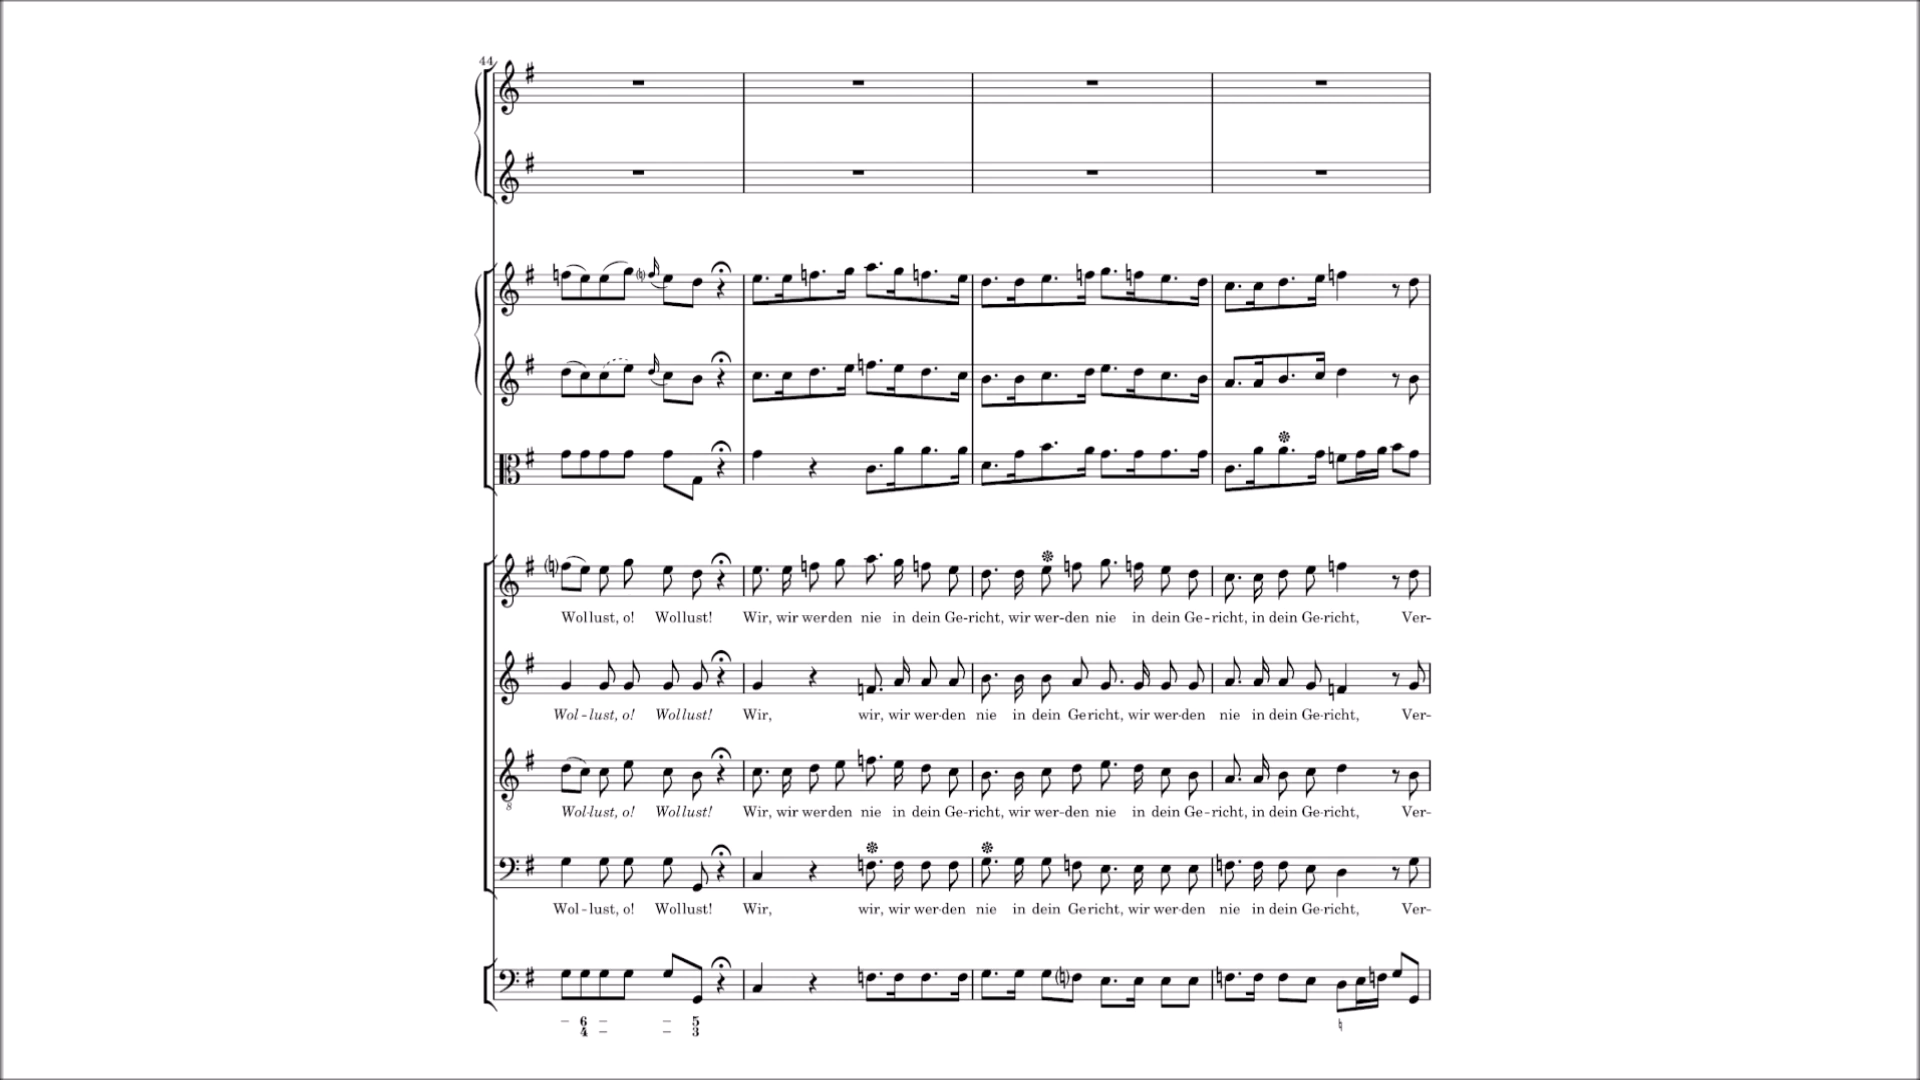 44
Wollust, o! Wollust! Wir, wir werden nie in dein Ge-richt, wir wer-den nie in dein Ge-richt, in dein Ge-richt, Ver-
Wol-lust, o! Wollust! Wir, wir, wir wer-den nie in dein Gericht, wir wer-den nie in dein Ge-richt, Ver-
8
Wol-lust, o! Wollust! Wir, wir werden nie in dein Ge-richt, wir wer-den nie in dein Ge-richt, in dein Ge-richt, Ver-
Wol-lust, o! Wollust! Wir, wir, wir wer-den nie in dein Gericht, wir wer-den nie in dein Ge-richt, Ver-
– 6 – – 5
4 – – 3